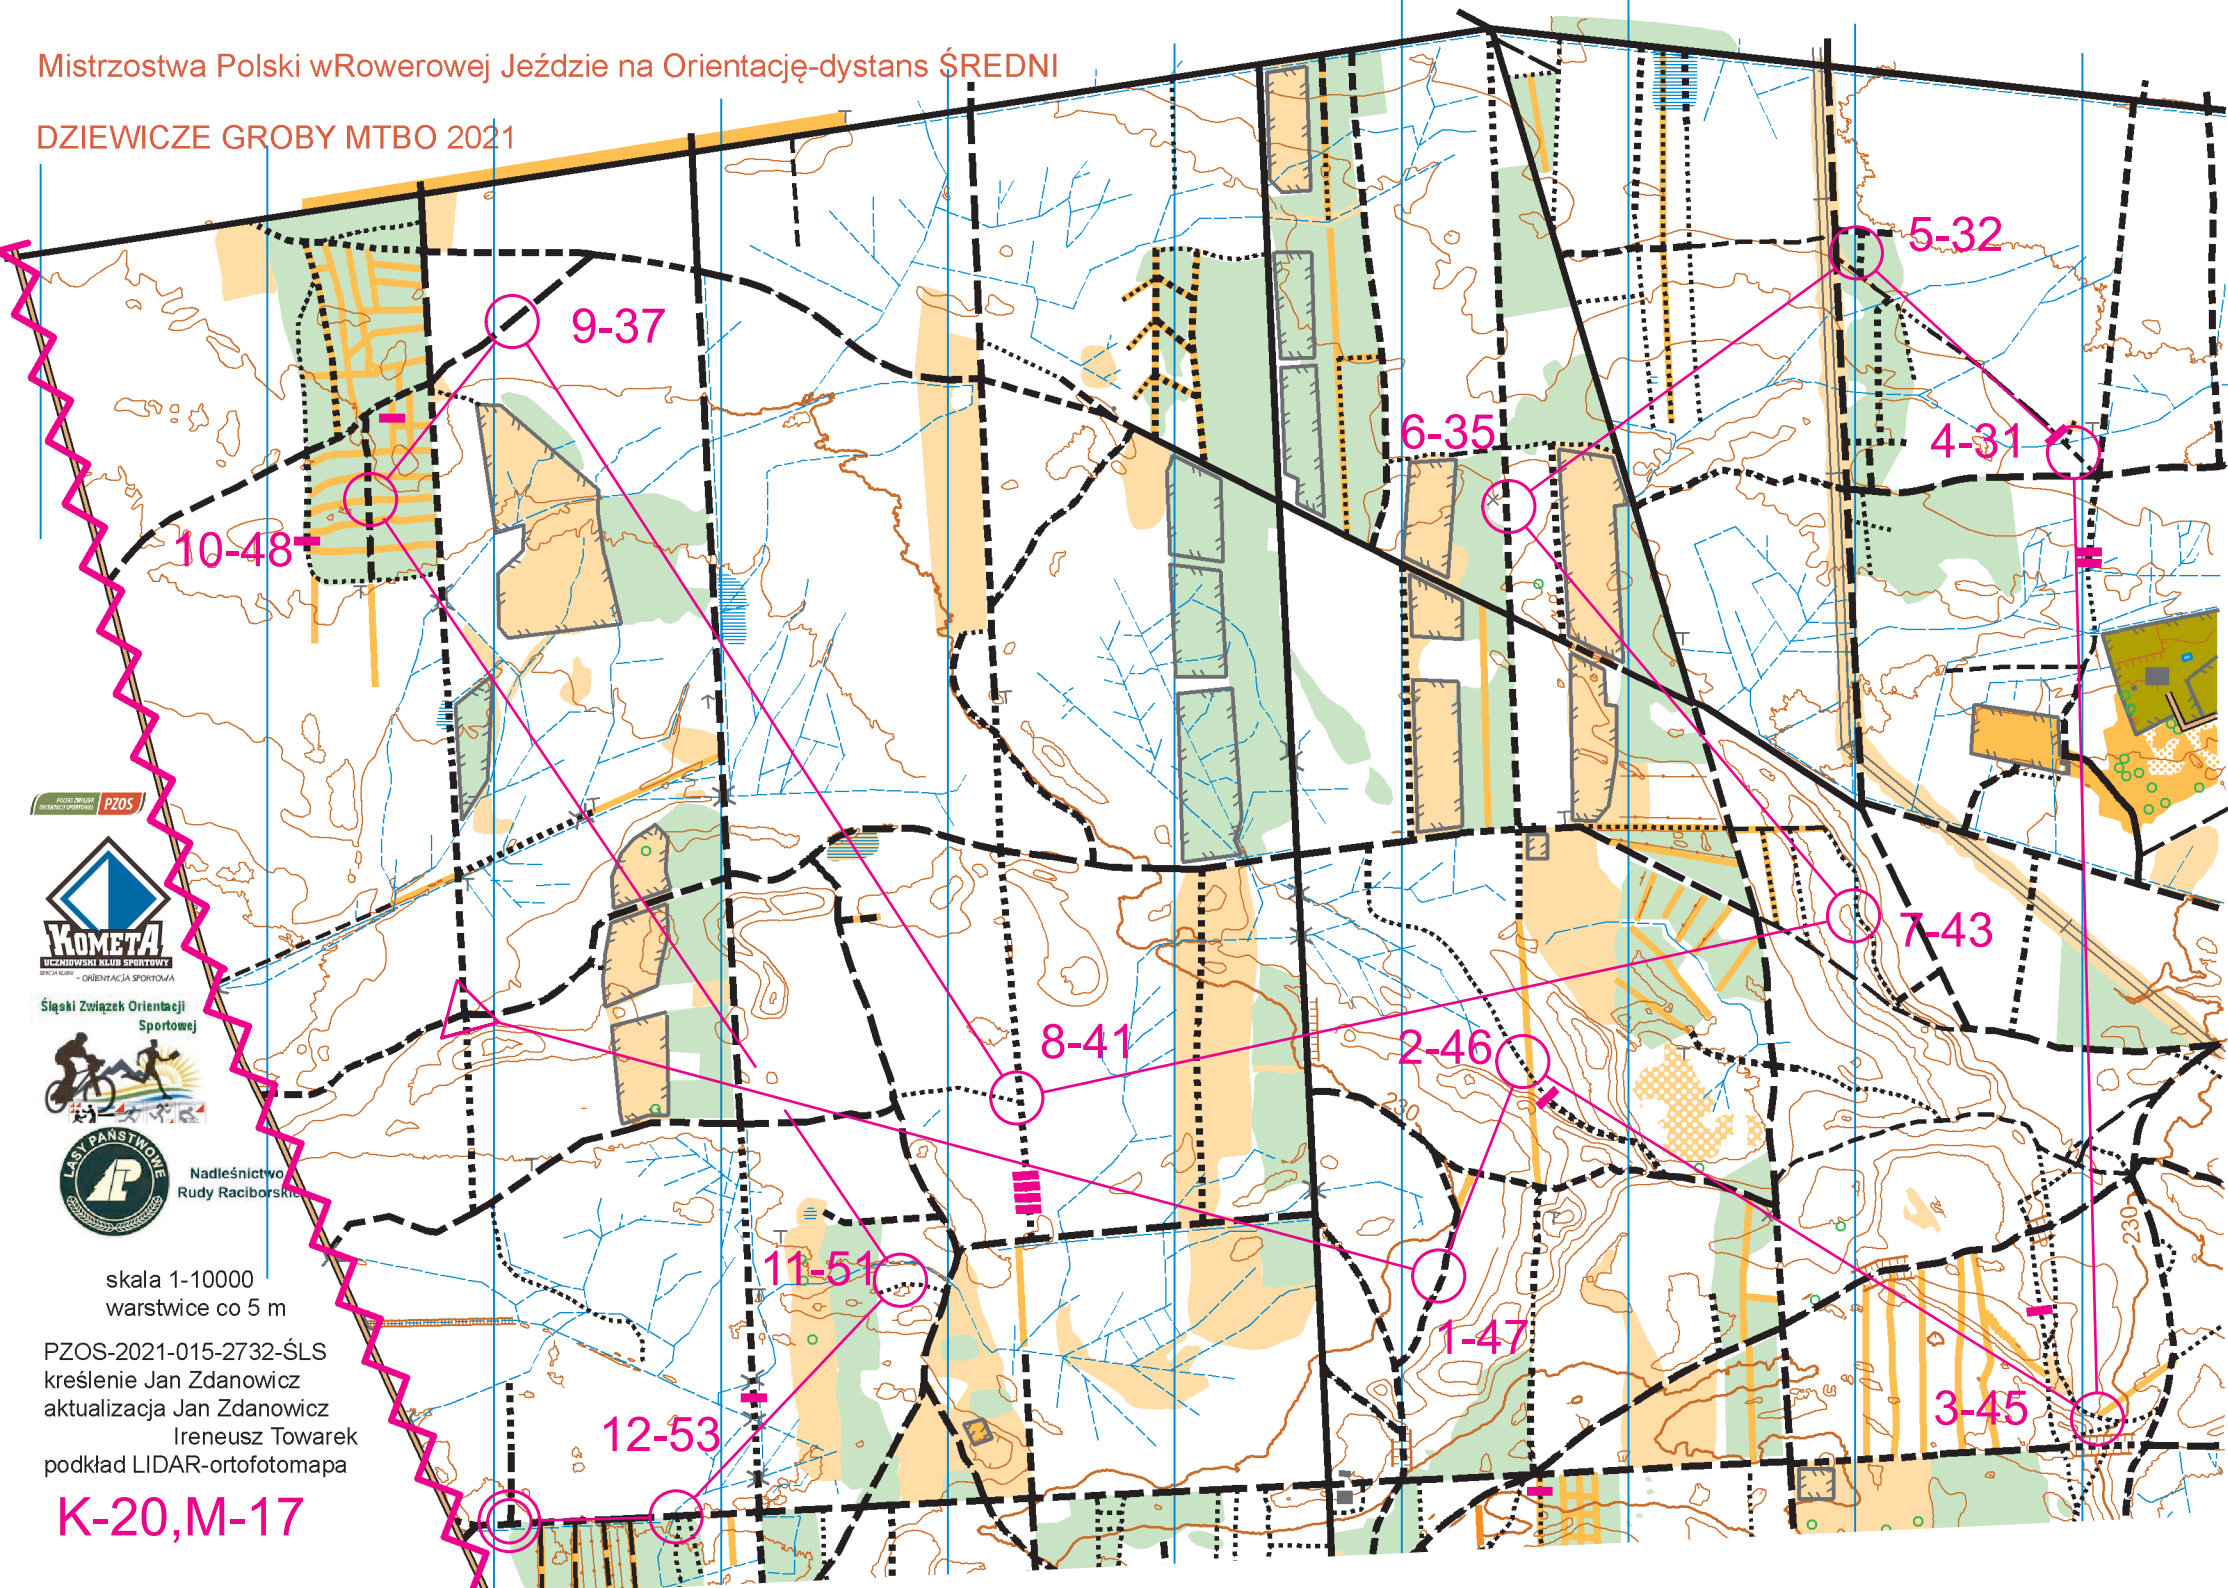 Mistrzostwa Polski wRowerowej Jeździe na Orientację-dystans ŚREDNI
DZIEWICZE GROBY MTBO 2021
5-32
9-37
6-35
4-31
10-48
PZOS
KOMETA
UCZNIOWSKI KLUB SPORTOWY
- ORIENTACJA SPORTOWA
7-43
Śląski Związek Orientacji
Sportowej
8-41
2-46
230
LASY PAŃSTWOWE
Nadleśnictwo
Rudy Raciborskie
230
11-51
skala 1-10000
warstwice co 5 m
1-47
PZOS-2021-015-2732-ŚLS
kreślenie Jan Zdanowicz
aktualizacja Jan Zdanowicz
Ireneusz Towarek
podkład LIDAR-ortofotomapa
12-53
3-45
K-20,M-17